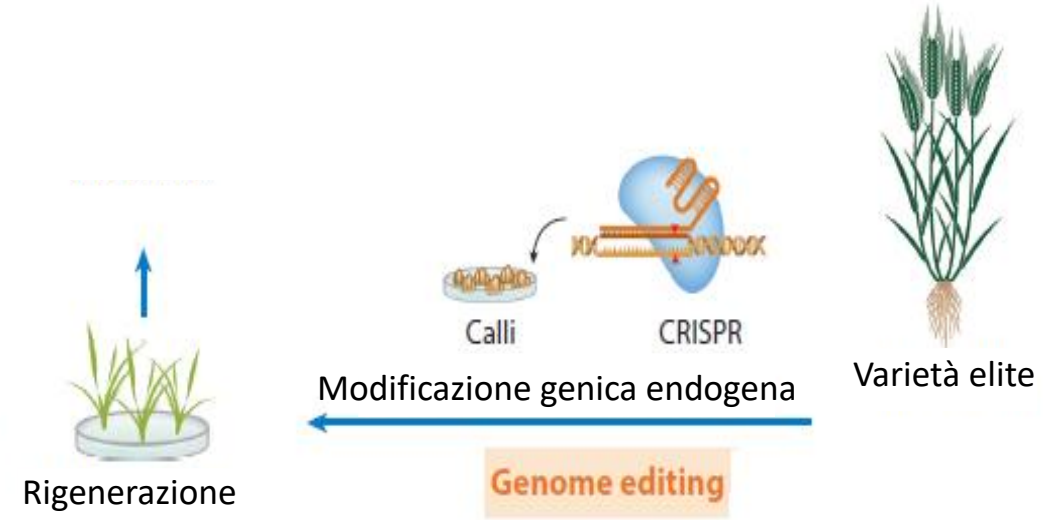 Calli
CRISPR
Varietà elite
Modificazione genica endogena
Genome editing
Rigenerazione